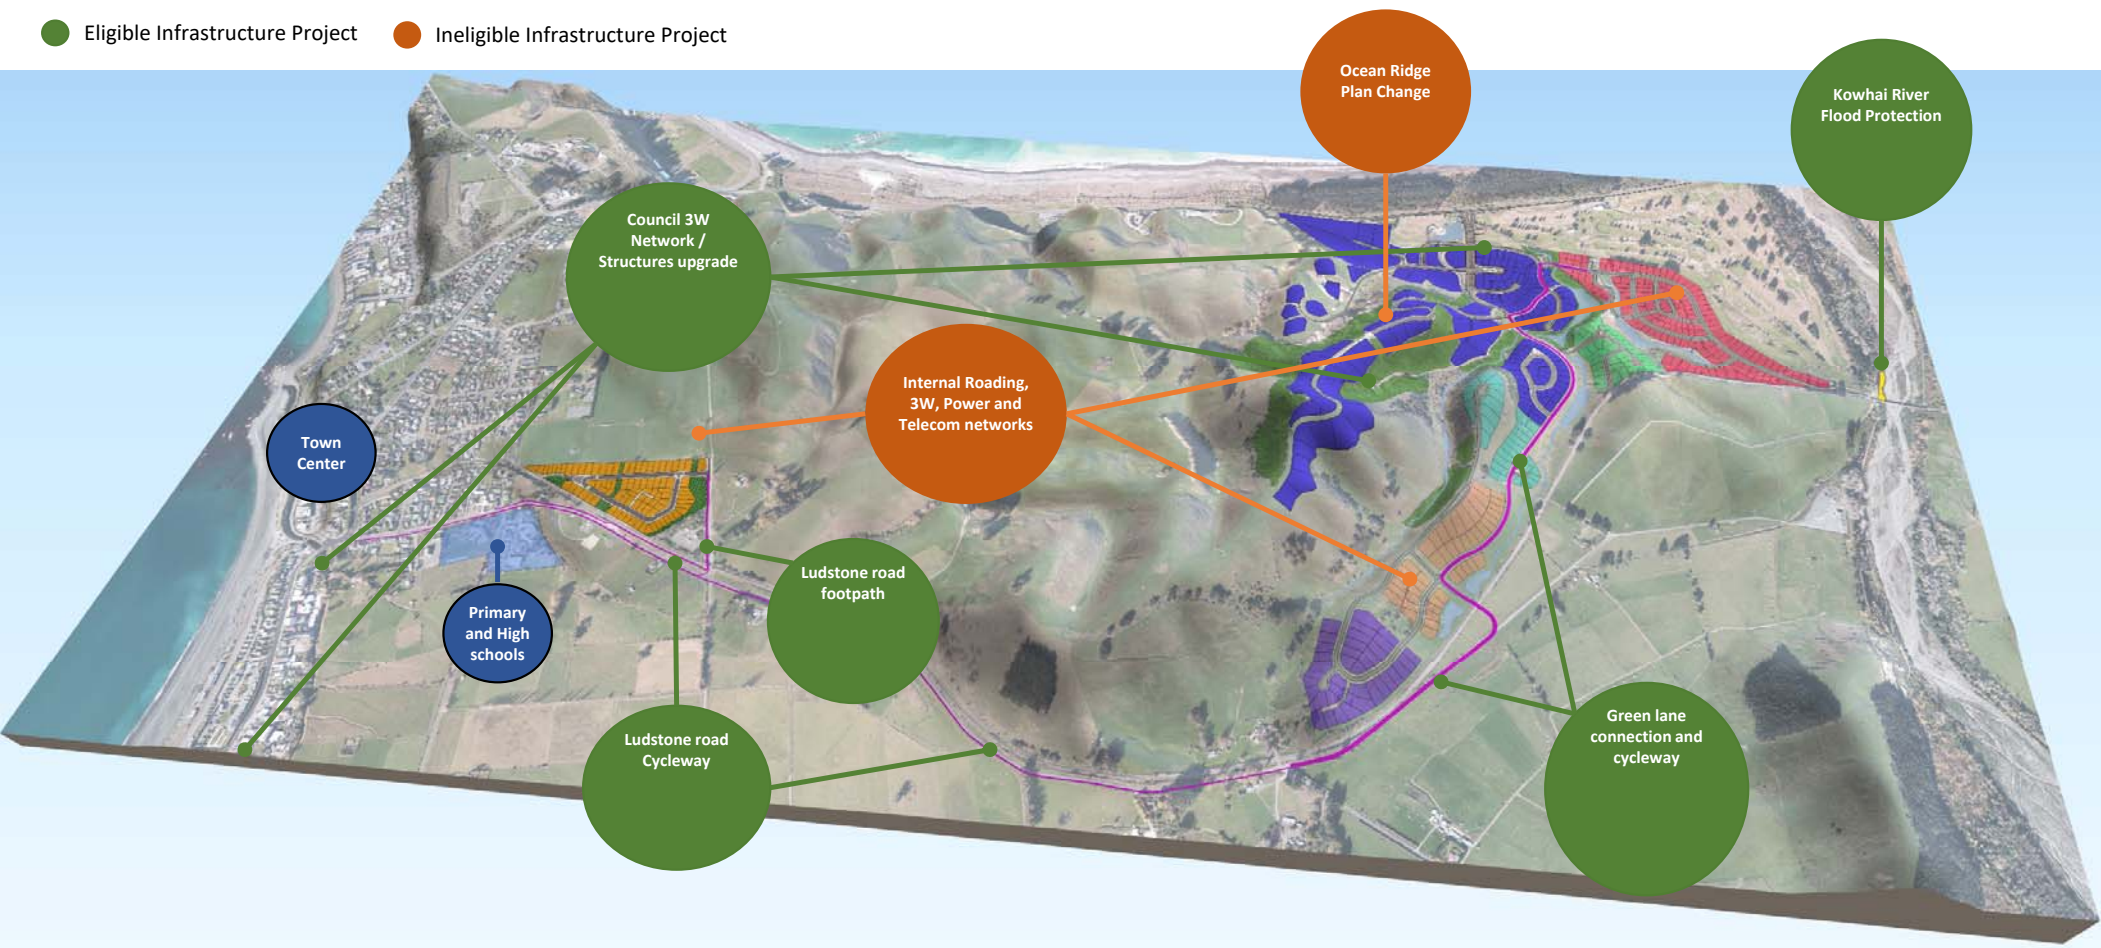 Eligible Infrastructure Project
Ineligible Infrastructure Project
Ocean Ridge
Plan Change
Kowhai River
Flood Protection
Council 3W
Network /
Structures upgrade
Internal Roading,
3W, Power and
Telecom networks
Town
Center
Ludstone road
footpath
Primary
and High
schools
Ludstone road
Cycleway
Green lane
connection and
cycleway